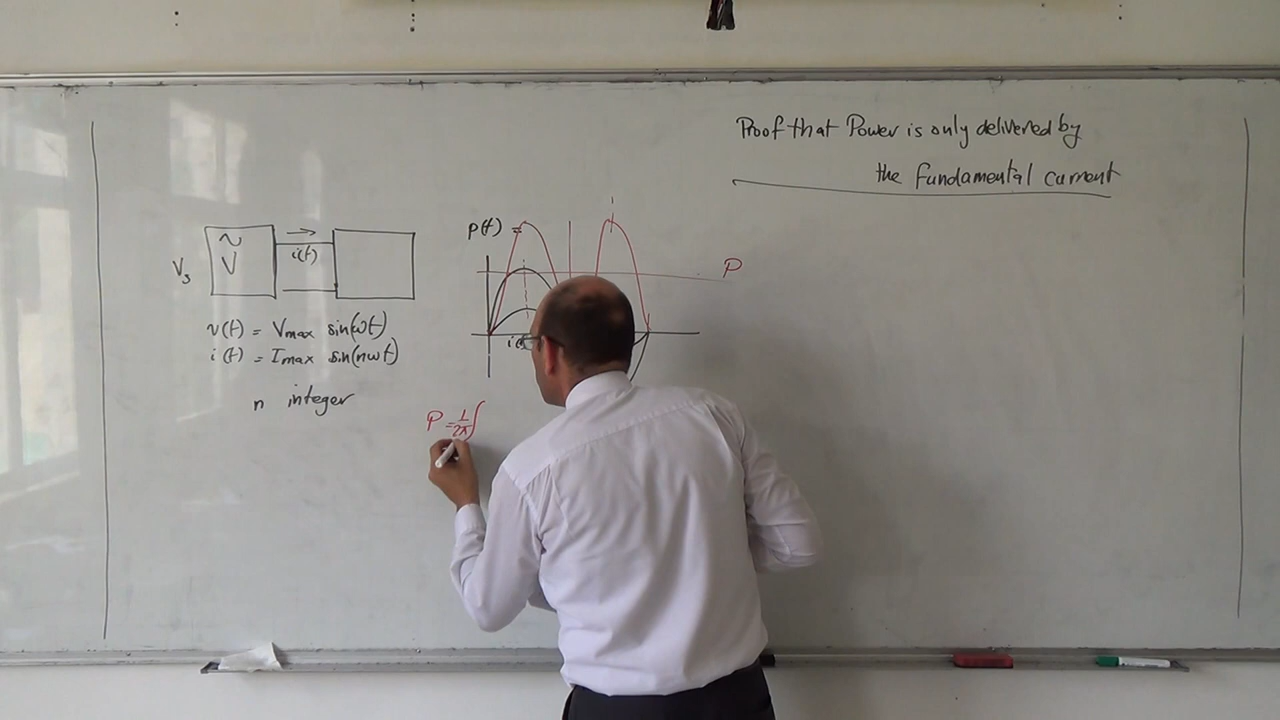 Proof that Power is only delivered by
the fundamental current
p(t)
P
~
V
i(t)
Vs
v(t) = Vmax sin(ωt)
i(t) = Imax sin(nωt)
n integer
P = 1/2π ∫